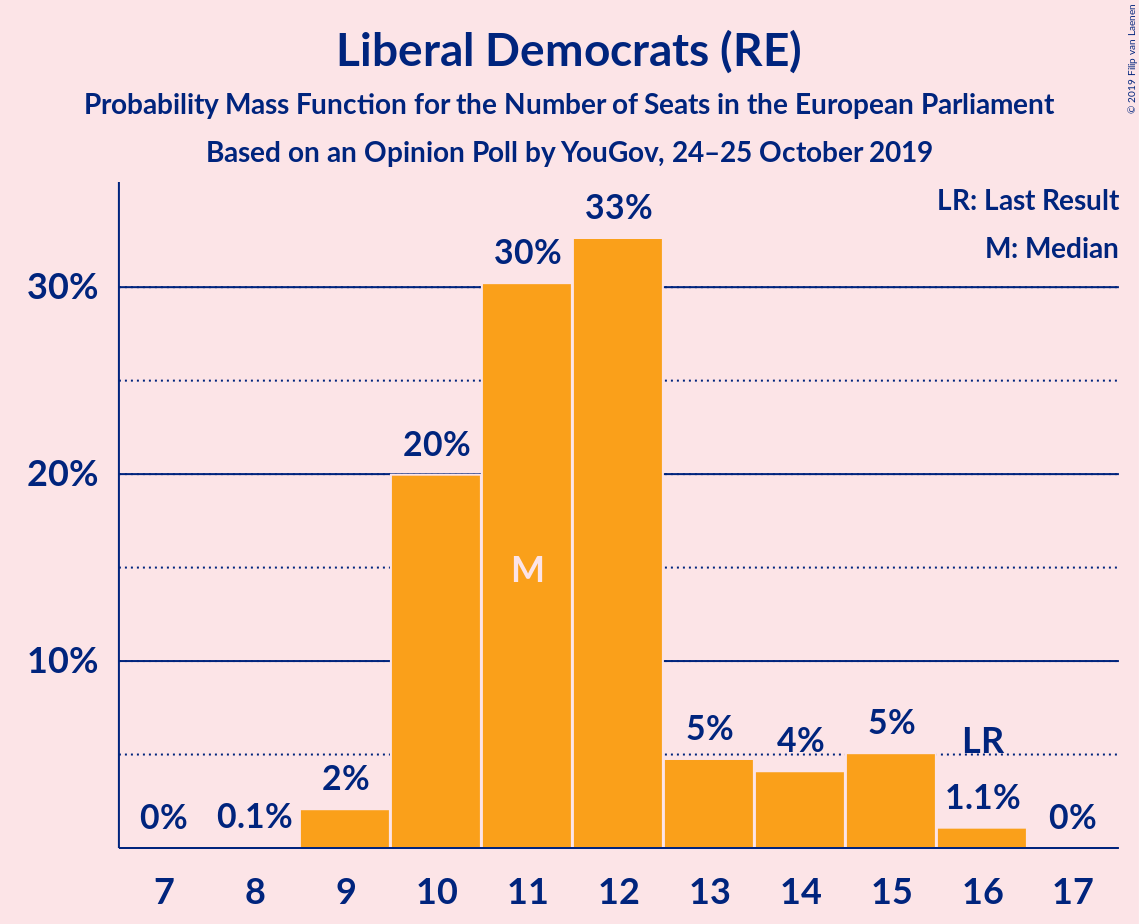 © 2019 Filip van Laenen
Liberal Democrats (RE)
Probability Mass Function for the Number of Seats in the European Parliament
Based on an Opinion Poll by YouGov, 24–25 October 2019
LR: Last Result
M: Median
33%
30%
30%
20%
20%
M
10%
5%
4%
5%
LR
2%
0%
0.1%
1.1%
0%
7 8 9 10 11 12 13 14 15 16 17